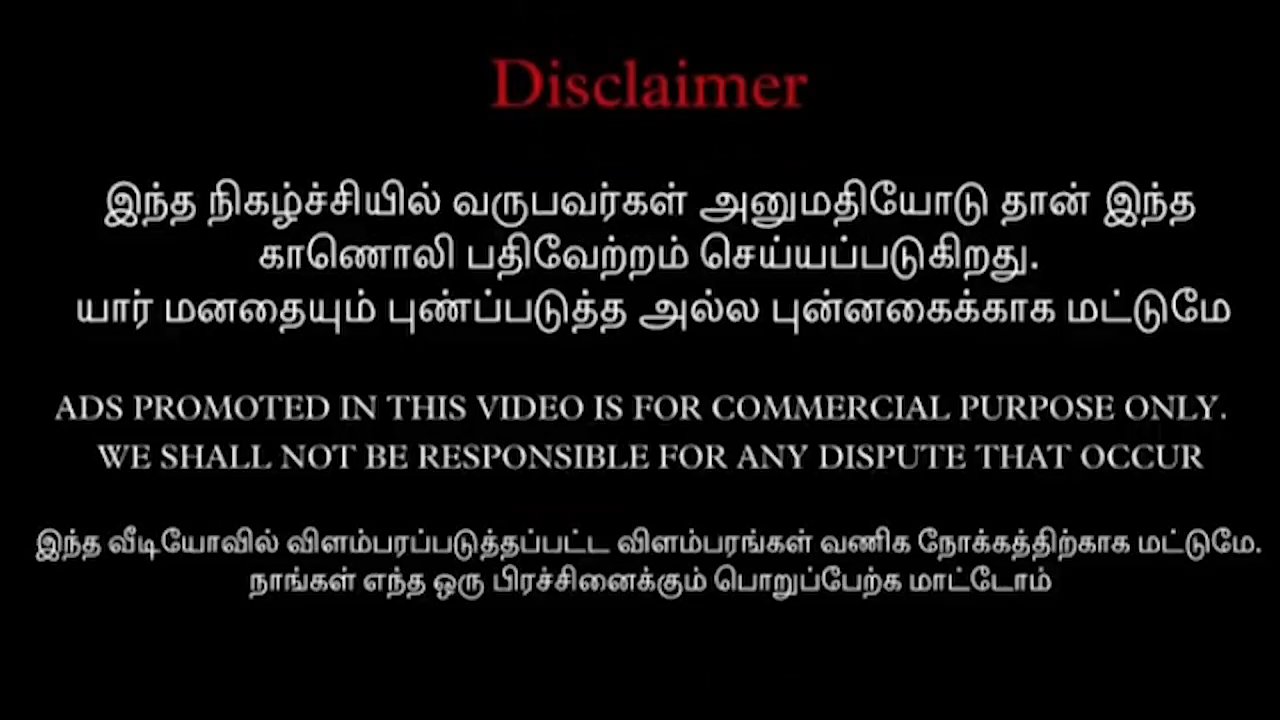 Disclaimer
இந்த நிகழ்ச்சியில் வருபவர்கள் அனுமதியோடு தான் இந்த
காணொலி பதிவேற்றம் செய்யப்படுகிறது.
யார் மனதையும் புண்ப்படுத்த அல்ல புன்னகைக்காக மட்டுமே
ADS PROMOTED IN THIS VIDEO IS FOR COMMERCIAL PURPOSE ONLY.
WE SHALL NOT BE RESPONSIBLE FOR ANY DISPUTE THAT OCCUR
இந்த வீடியோவில் விளம்பரப்படுத்தப்பட்ட விளம்பரங்கள் வணிக நோக்கத்திற்காக மட்டுமே.
நாங்கள் எந்த ஒரு பிரச்சினைக்கும் பொறுப்பேற்க மாட்டோம்